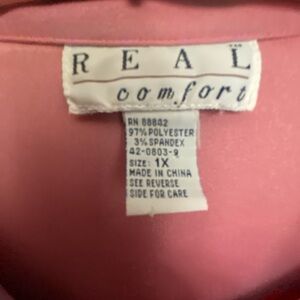 REAL
comfort
RN 88842
97% POLYESTER
3% SPANDEX
42-0803-9
SIZE: 1X
MADE IN CHINA
SEE REVERSE
SIDE FOR CARE